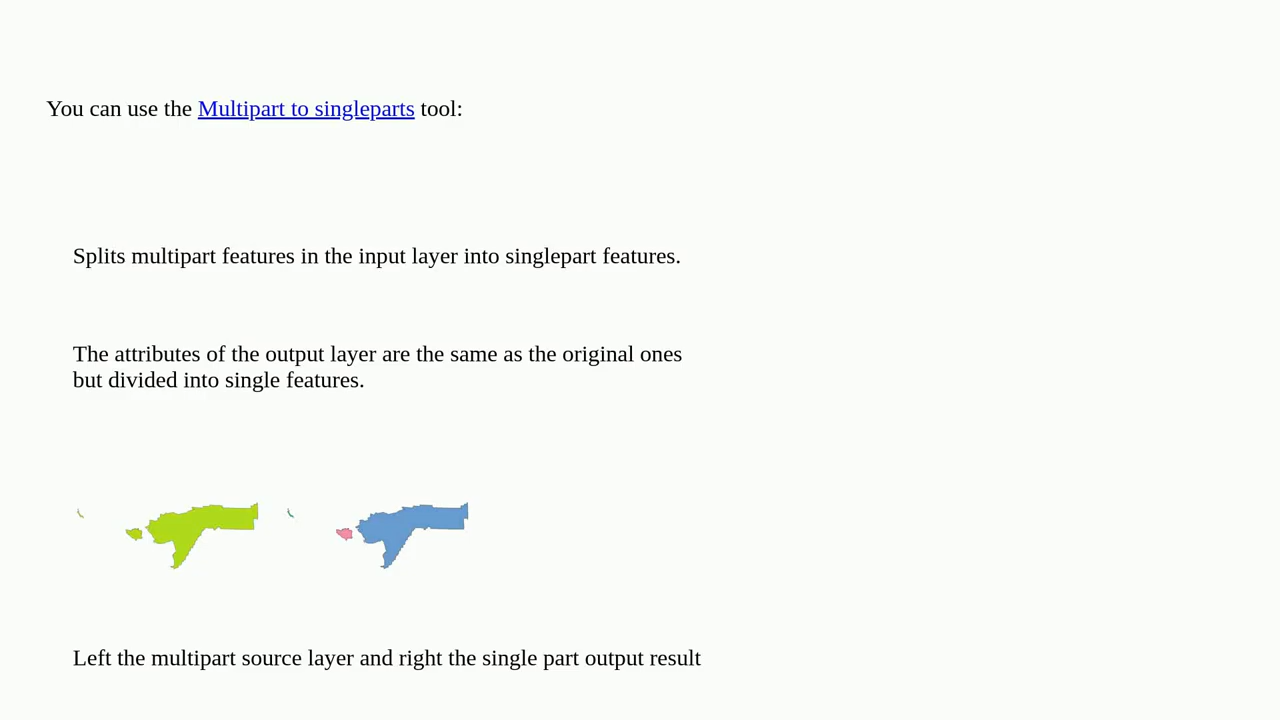 You can use the Multipart to singleparts tool:
Splits multipart features in the input layer into singlepart features.
The attributes of the output layer are the same as the original ones
but divided into single features.
Left the multipart source layer and right the single part output result